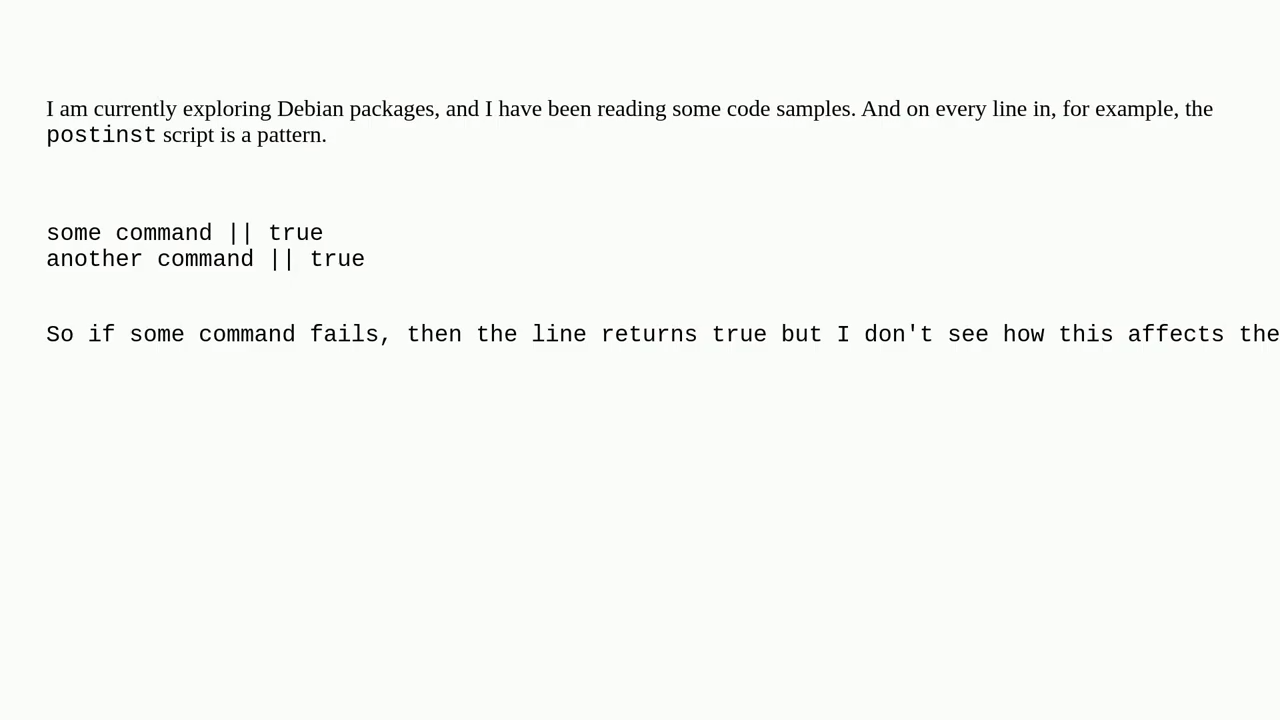 I am currently exploring Debian packages, and I have been reading some code samples. And on every line in, for example, the
postinst script is a pattern.
some command || true
another command || true
So if some command fails, then the line returns true but I don't see how this affects the